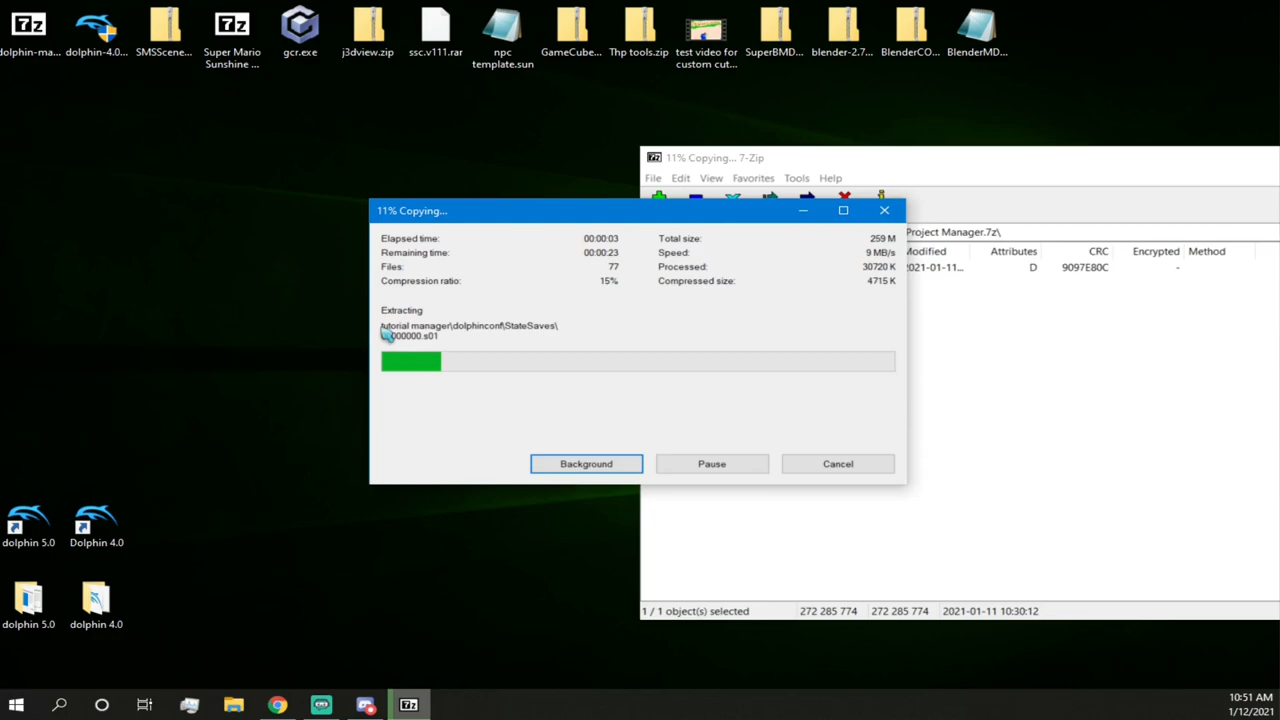 dolphin-ma...
dolphin-4.0...
SMSScene...
Super Mario
Sunshine ...
gcr.exe
j3dview.zip
ssc.v111.rar
npc
template.sun
GameCube...
Thp tools.zip
test video for
custom cut...
SuperBMD...
blender-2.7...
BlenderCO...
BlenderMD...
11% Copying... 7-Zip
File Edit View Favorites Tools Help
Project Manager.7z\
Modified Attributes CRC Encrypted Method
2021-01-11... D 9097E80C -
11% Copying...
Elapsed time: 00:00:03 Total size: 259 M
Remaining time: 00:00:23 Speed: 9 MB/s
Files: 77 Processed: 30720 K
Compression ratio: 15% Compressed size: 4715 K
Extracting
tutorial manager\dolphinconf\StateSaves\
000000.s01
Background Pause Cancel
1 / 1 object(s) selected 272 285 774 272 285 774 2021-01-11 10:30:12
dolphin 5.0
Dolphin 4.0
dolphin 5.0
dolphin 4.0
10:51 AM
1/12/2021